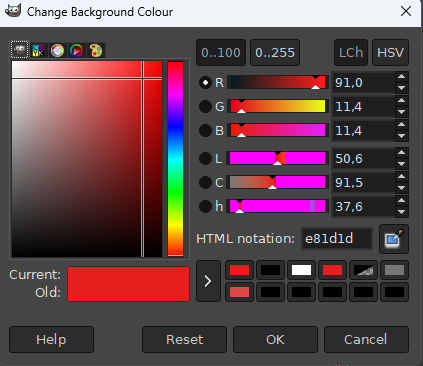 Change Background Colour
0..100 0..255 LCh HSV
R 91,0
G 11,4
B 11,4
L 50,6
C 91,5
h 37,6
HTML notation: e81d1d
Current:
Old:
Help Reset OK Cancel